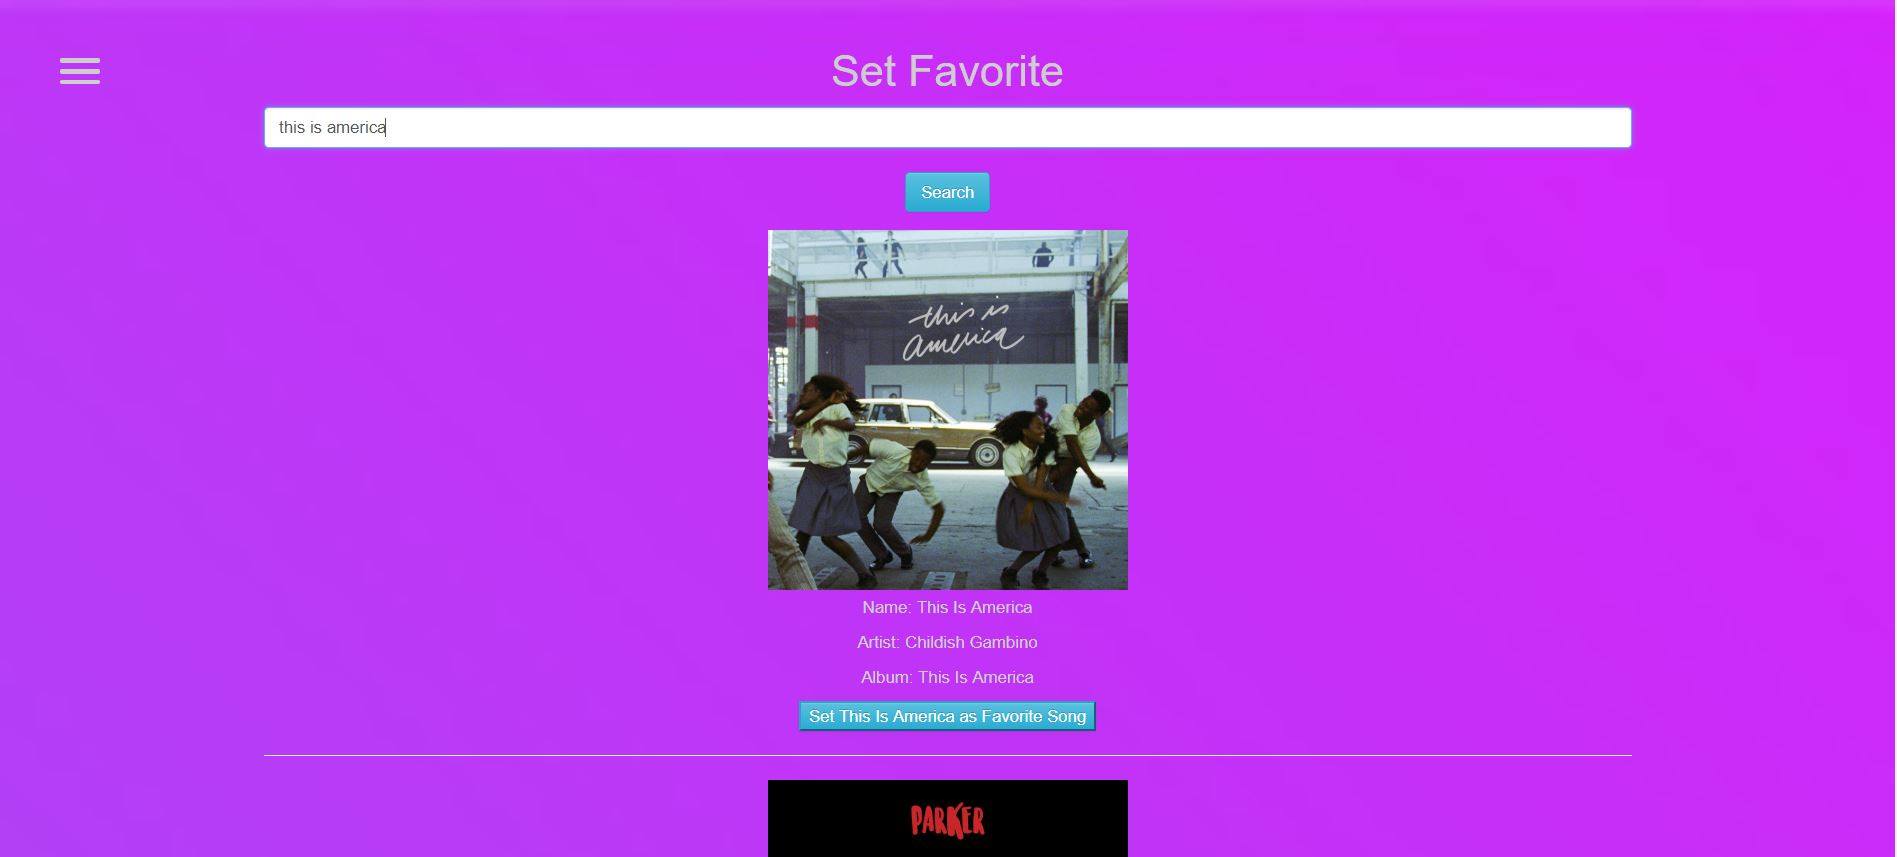 Set Favorite
this is america
Search
this is
america
Name: This Is America
Artist: Childish Gambino
Album: This Is America
Set This Is America as Favorite Song
PARKER